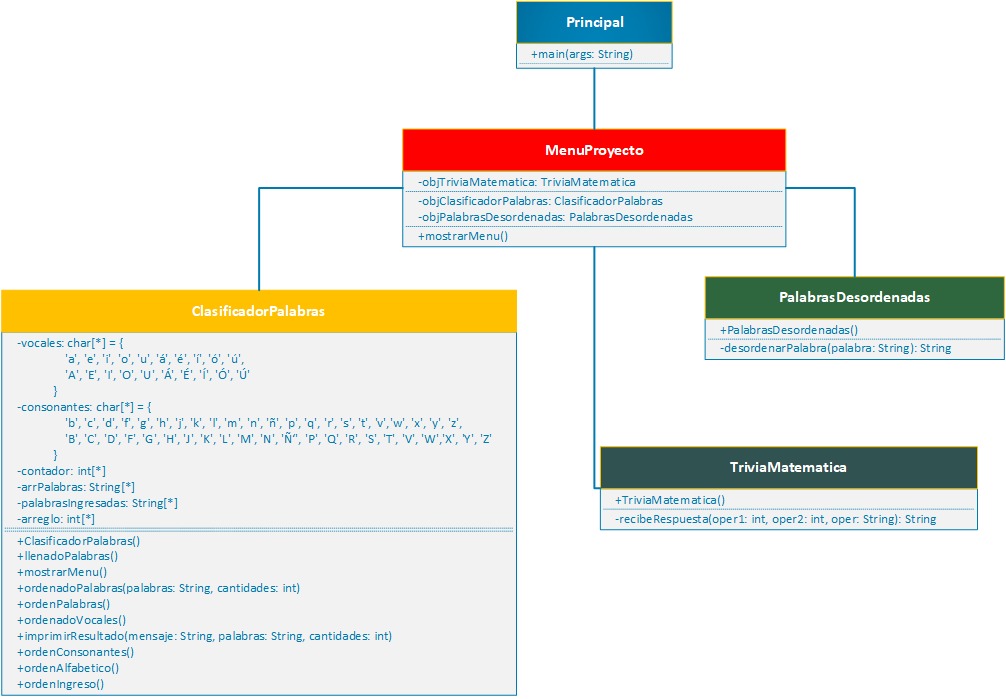 Principal
+main(args: String)
MenuProyecto
-objTriviaMatematica: TriviaMatematica
-objClasificadorPalabras: ClasificadorPalabras
-objPalabrasDesordenadas: PalabrasDesordenadas
+mostrarMenu()
PalabrasDesordenadas
+PalabrasDesordenadas()
-desordenarPalabra(palabra: String): String
ClasificadorPalabras
-vocales: char[*] = {
'a', 'e', 'i', 'o', 'u', 'á', 'é', 'í', 'ó', 'ú',
'A', 'E', 'I', 'O', 'U', 'Á', 'É', 'Í', 'Ó', 'Ú'
}
-consonantes: char[*] = {
'b', 'c', 'd', 'f', 'g', 'h', 'j', 'k', 'l', 'm', 'n', 'ñ', 'p', 'q', 'r', 's', 't', 'v','w', 'x', 'y', 'z',
'B', 'C', 'D', 'F', 'G', 'H', 'J', 'K', 'L', 'M', 'N', 'Ñ”, 'P', 'Q', 'R', 'S', 'T', 'V', 'W','X', 'Y', 'Z'
}
-contador: int[*]
-arrPalabras: String[*]
-palabrasIngresadas: String[*]
-arreglo: int[*]
+ClasificadorPalabras()
+llenadoPalabras()
+mostrarMenu()
+ordenadoPalabras(palabras: String, cantidades: int)
+ordenPalabras()
+ordenadoVocales()
+imprimirResultado(mensaje: String, palabras: String, cantidades: int)
+ordenConsonantes()
+ordenAlfabetico()
+ordenIngreso()
TriviaMatematica
+TriviaMatematica()
-recibeRespuesta(oper1: int, oper2: int, oper: String): String